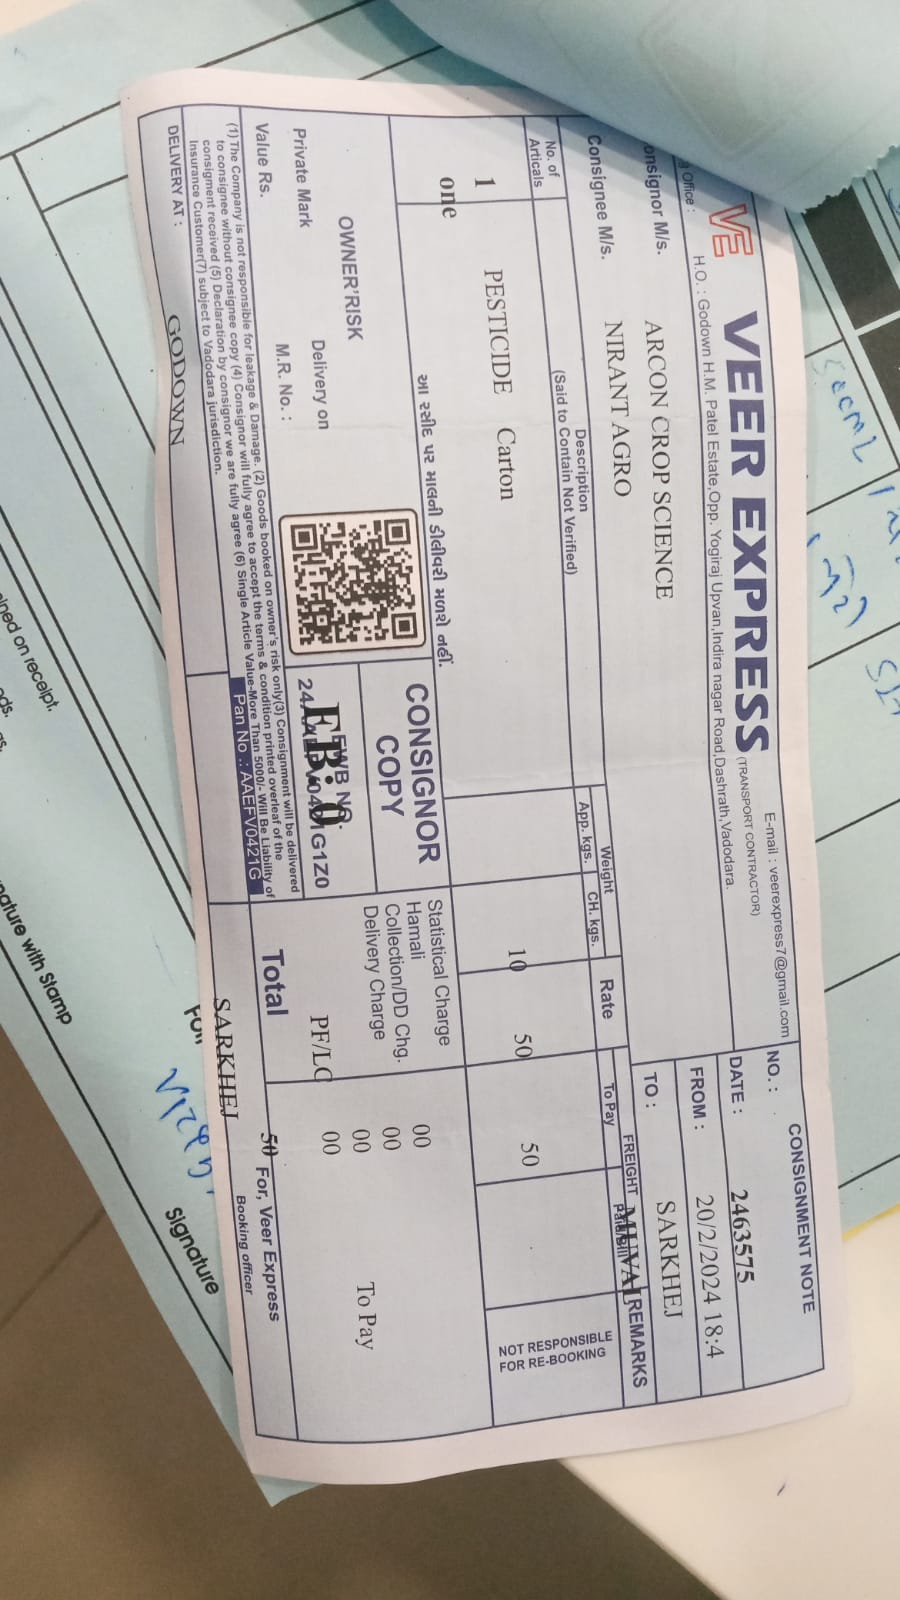 CONSIGNMENT NOTE
E-mail : veerexpress7@gmail.com
VE VEER EXPRESS (TRANSPORT CONTRACTOR)
H.O. : Godown H.M. Patel Estate,Opp. Yogiraj Upvan,Indira nagar Road,Dashrath,Vadodara.
Office :
NO. : 2463575
DATE : 20/2/2024 18:4
FROM : SARKHEJ
TO : MUVAL
onsignor M/s. ARCON CROP SCIENCE
Consignee M/s. NIRANT AGRO
No. of Articals
Description
(Said to Contain Not Verified)
Weight
App. kgs. CH. kgs.
Rate
FREIGHT
To Pay
REMARKS
1 PESTICIDE Carton 10 50 50
one
NOT RESPONSIBLE
FOR RE-BOOKING
આ રસીદ પર માલની ડીલીવરી મળશે નહીં.
CONSIGNOR
COPY
OWNER'RISK
Private Mark
Delivery on
Value Rs.
M.R. No. :
EB: 0
Statistical Charge 00
Hamali 00
Collection/DD Chg. 00
Delivery Charge 00
PF/LC
To Pay
Total 50
(1)The Company is not responsible for leakage & Damage. (2) Goods booked on owner's risk only(3) Consignment will be delivered
to consignee without consignee copy (4) Consignor will fully agree to accept the terms & condition printed overleaf of the
consignment received (5) Declaration by consignor we are fully agree (6) Single Article Value-More Than 5000/- Will Be Liability of
Insurance Customer(7) subject to Vadodara jurisdiction.
Pan No .: AAEFV0421G
DELIVERY AT : GODOWN
SARKHEJ
For, Veer Express
Booking officer
on receipt.
with Stamp
Signature